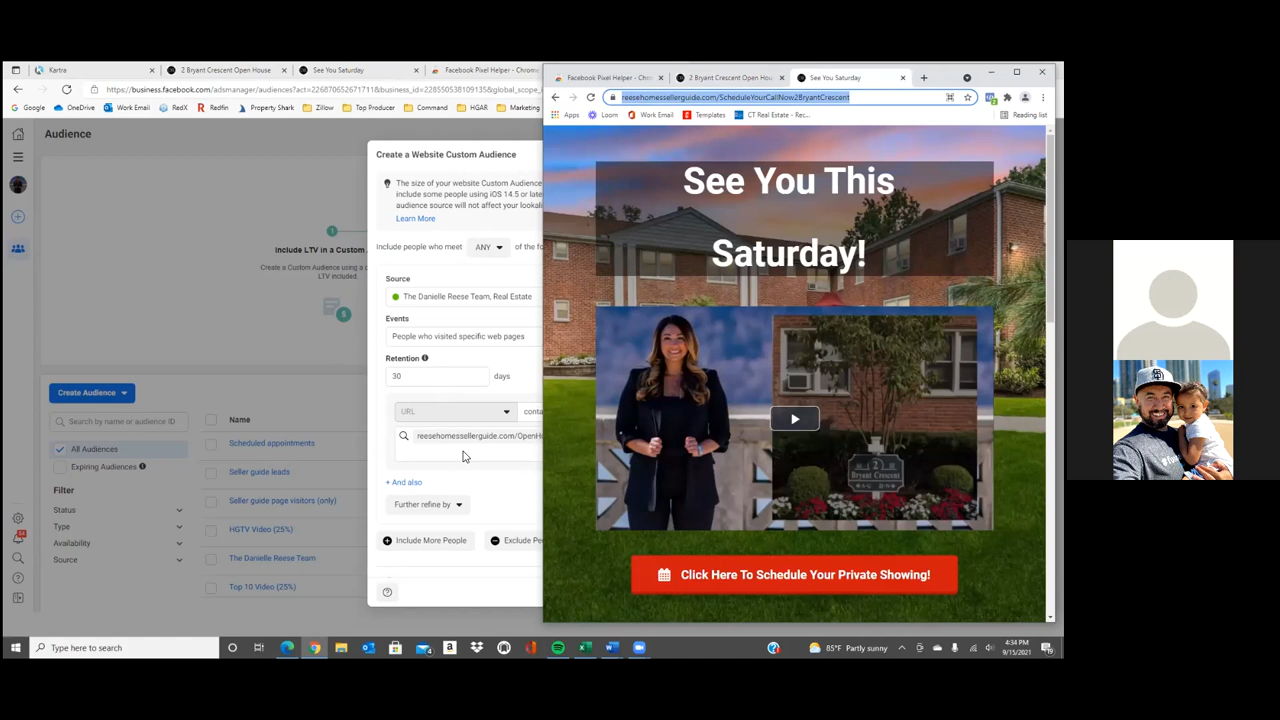 Kartra
2 Bryant Crescent Open House
See You Saturday
Facebook Pixel Helper - Chrome
https://business.facebook.com/adsmanager/audiences?act=226870652671711&business_id=228550538109135&global_scope_i
Google
OneDrive
Work Email
RedX
Redfin
Property Shark
Zillow
Top Producer
Command
HGAR
Marketing
Audience
1
Include LTV in a Custom A
Create a Custom Audience using a c
LTV included.
Create Audience
Search by name or audience ID
All Audiences
Expiring Audiences
Filter
Status
Type
Availability
Source
Name
Scheduled appointments
Seller guide leads
Seller guide page visitors (only)
HGTV Video (25%)
The Danielle Reese Team
Top 10 Video (25%)
Create a Website Custom Audience
The size of your website Custom Audience
include some people using iOS 14.5 or late
audience source will not affect your lookali
Learn More
Include people who meet
ANY
of the fo
Source
The Danielle Reese Team, Real Estate
Events
People who visited specific web pages
Retention
30
days
URL
conta
reesehomessellerguide.com/OpenHo
+ And also
Further refine by
Include More People
Exclude Pe
Facebook Pixel Helper - Chro
2 Bryant Crescent Open Hous
See You Saturday
reesehomessellerguide.com/ScheduleYourCallNow2BryantCrescent
Apps
Loom
Work Email
Templates
CT Real Estate - Rec...
Reading list
See You This
Saturday!
2
Bryant Crescent
Click Here To Schedule Your Private Showing!
Type here to search
85°F Partly sunny
4:34 PM
9/15/2021